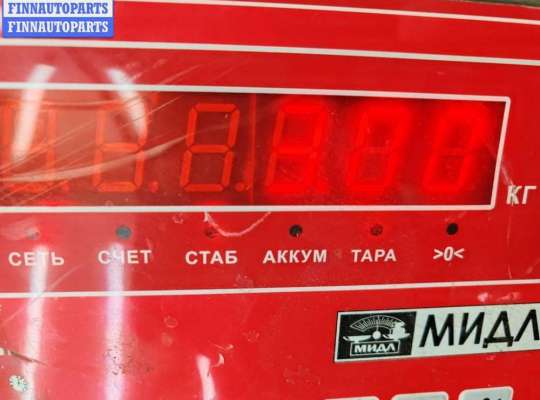 FINNAUTOPARTS
FINNAUTOPARTS
КГ
СЕТЬ СЧЕТ СТАБ АККУМ ТАРА >0<
МИДЛ МИДЛ